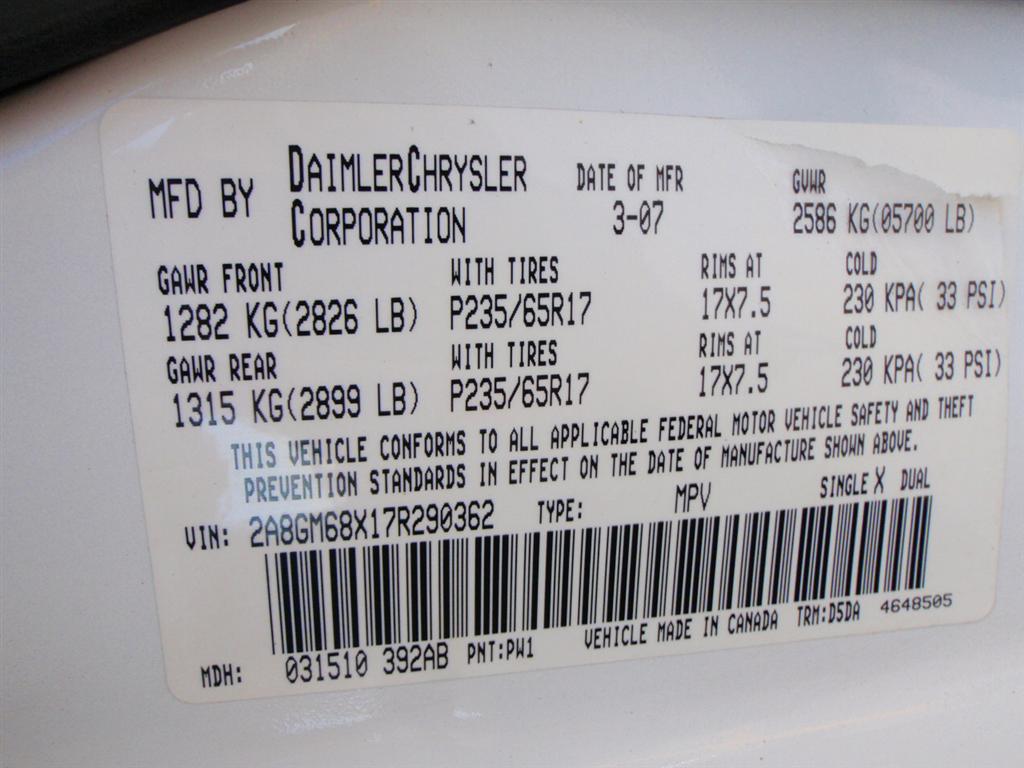 MFD BY DAIMLERCHRYSLER CORPORATION DATE OF MFR 3-07 GVWR 2586 KG(05700 LB)
GAWR FRONT WITH TIRES RIMS AT COLD
1282 KG(2826 LB) P235/65R17 17X7.5 230 KPA( 33 PSI)
GAWR REAR WITH TIRES RIMS AT COLD
1315 KG(2899 LB) P235/65R17 17X7.5 230 KPA( 33 PSI)
THIS VEHICLE CONFORMS TO ALL APPLICABLE FEDERAL MOTOR VEHICLE SAFETY AND THEFT
PREVENTION STANDARDS IN EFFECT ON THE DATE OF MANUFACTURE SHOWN ABOVE.
VIN: 2A8GM68X17R290362 TYPE: MPV SINGLE X DUAL
MDH: 031510 392AB PNT:PW1 VEHICLE MADE IN CANADA TRM:D5DA 4648505